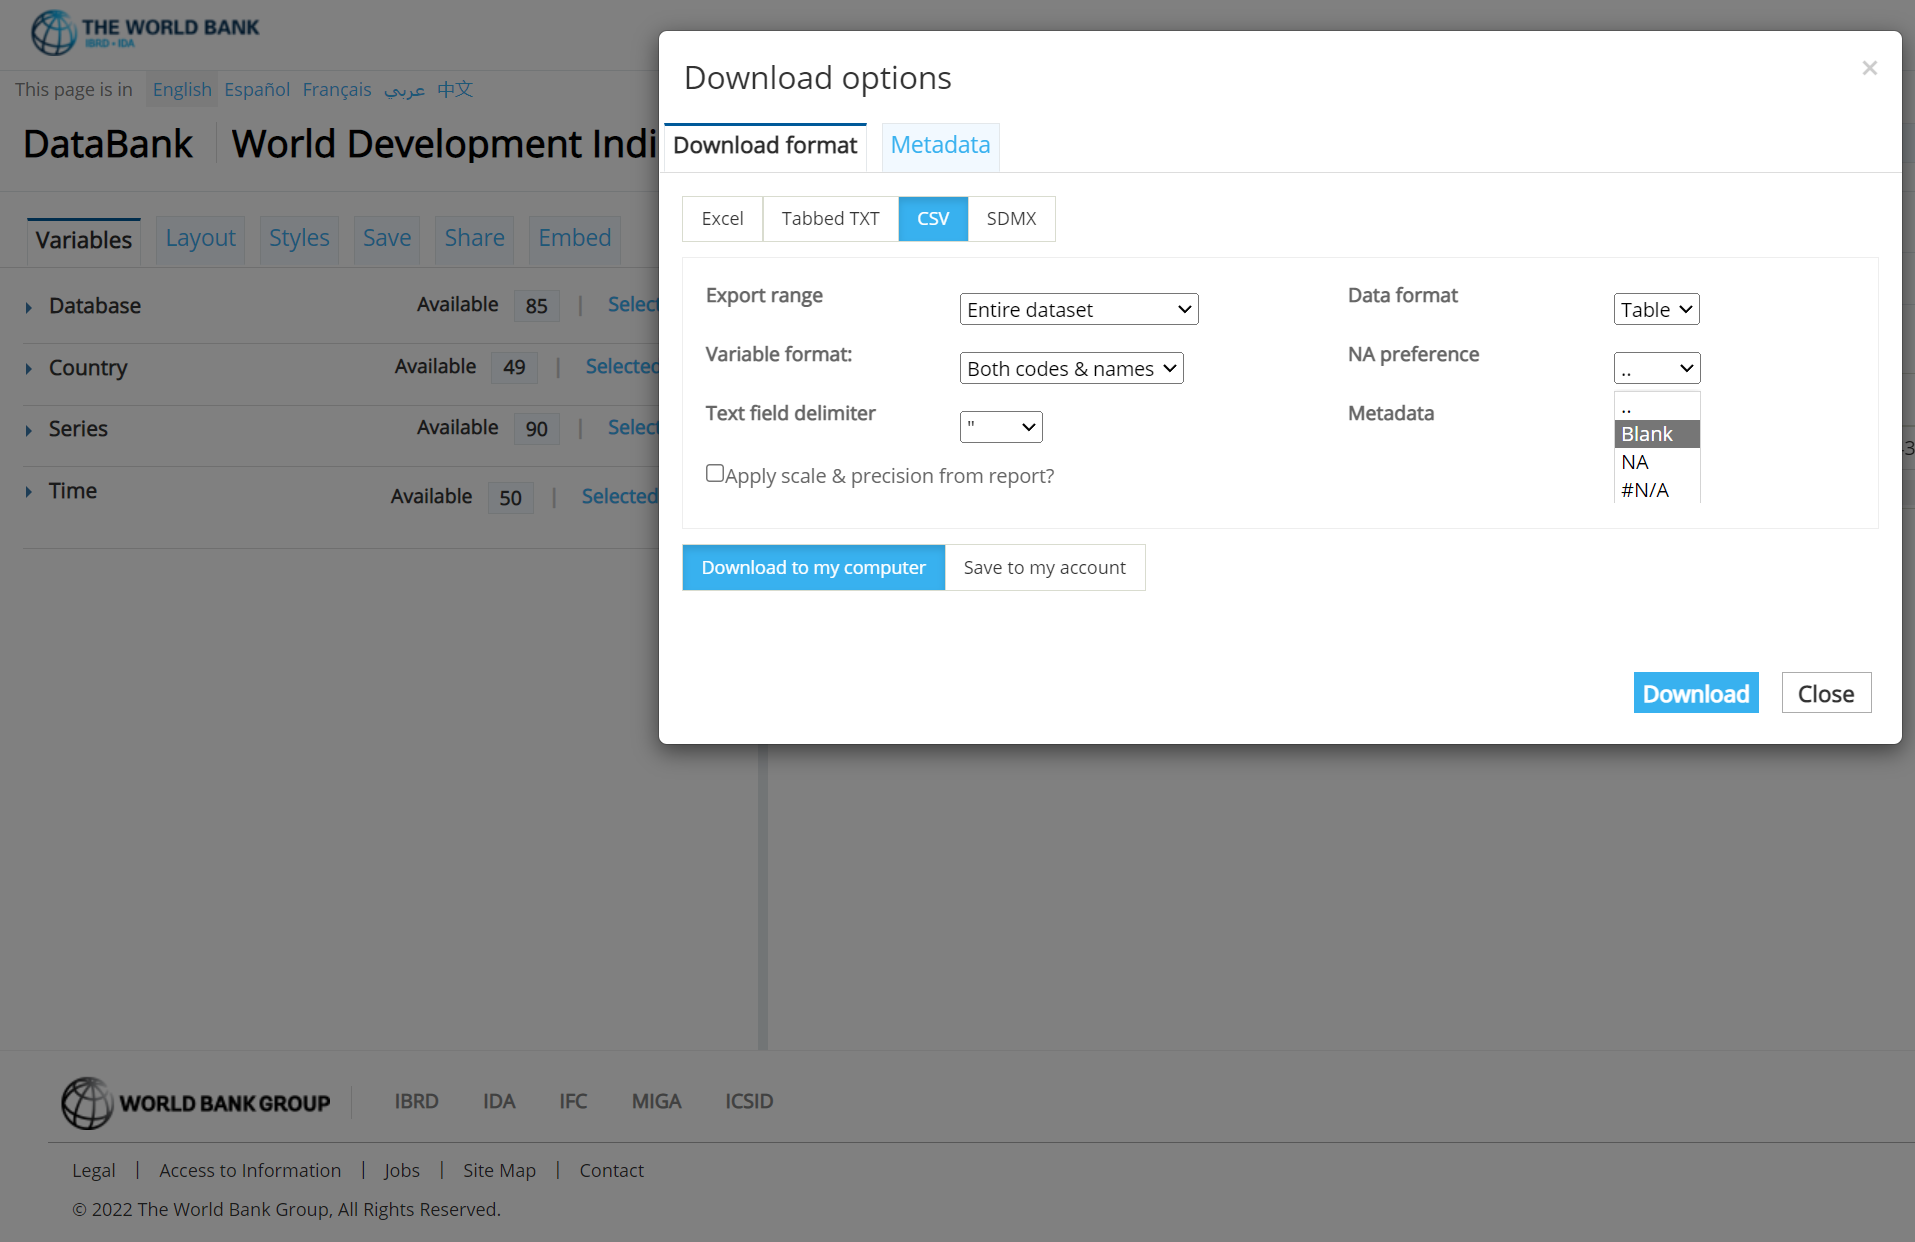 THE WORLD BANK
IBRD • IDA
This page is in English Español Français عربي 中文
DataBank World Development Indi
Variables Layout Styles Save Share Embed
Database Available 85 | Select
Country Available 49 | Selected
Series Available 90 | Select
Time Available 50 | Selected
Download options
×
Download format Metadata
Excel Tabbed TXT CSV SDMX
Export range Entire dataset Data format Table
Variable format: Both codes & names NA preference ..
Text field delimiter " Metadata
..
Blank
NA
#N/A
Apply scale & precision from report?
Download to my computer Save to my account
Download Close
WORLD BANK GROUP IBRD IDA IFC MIGA ICSID
Legal | Access to Information | Jobs | Site Map | Contact
© 2022 The World Bank Group, All Rights Reserved.